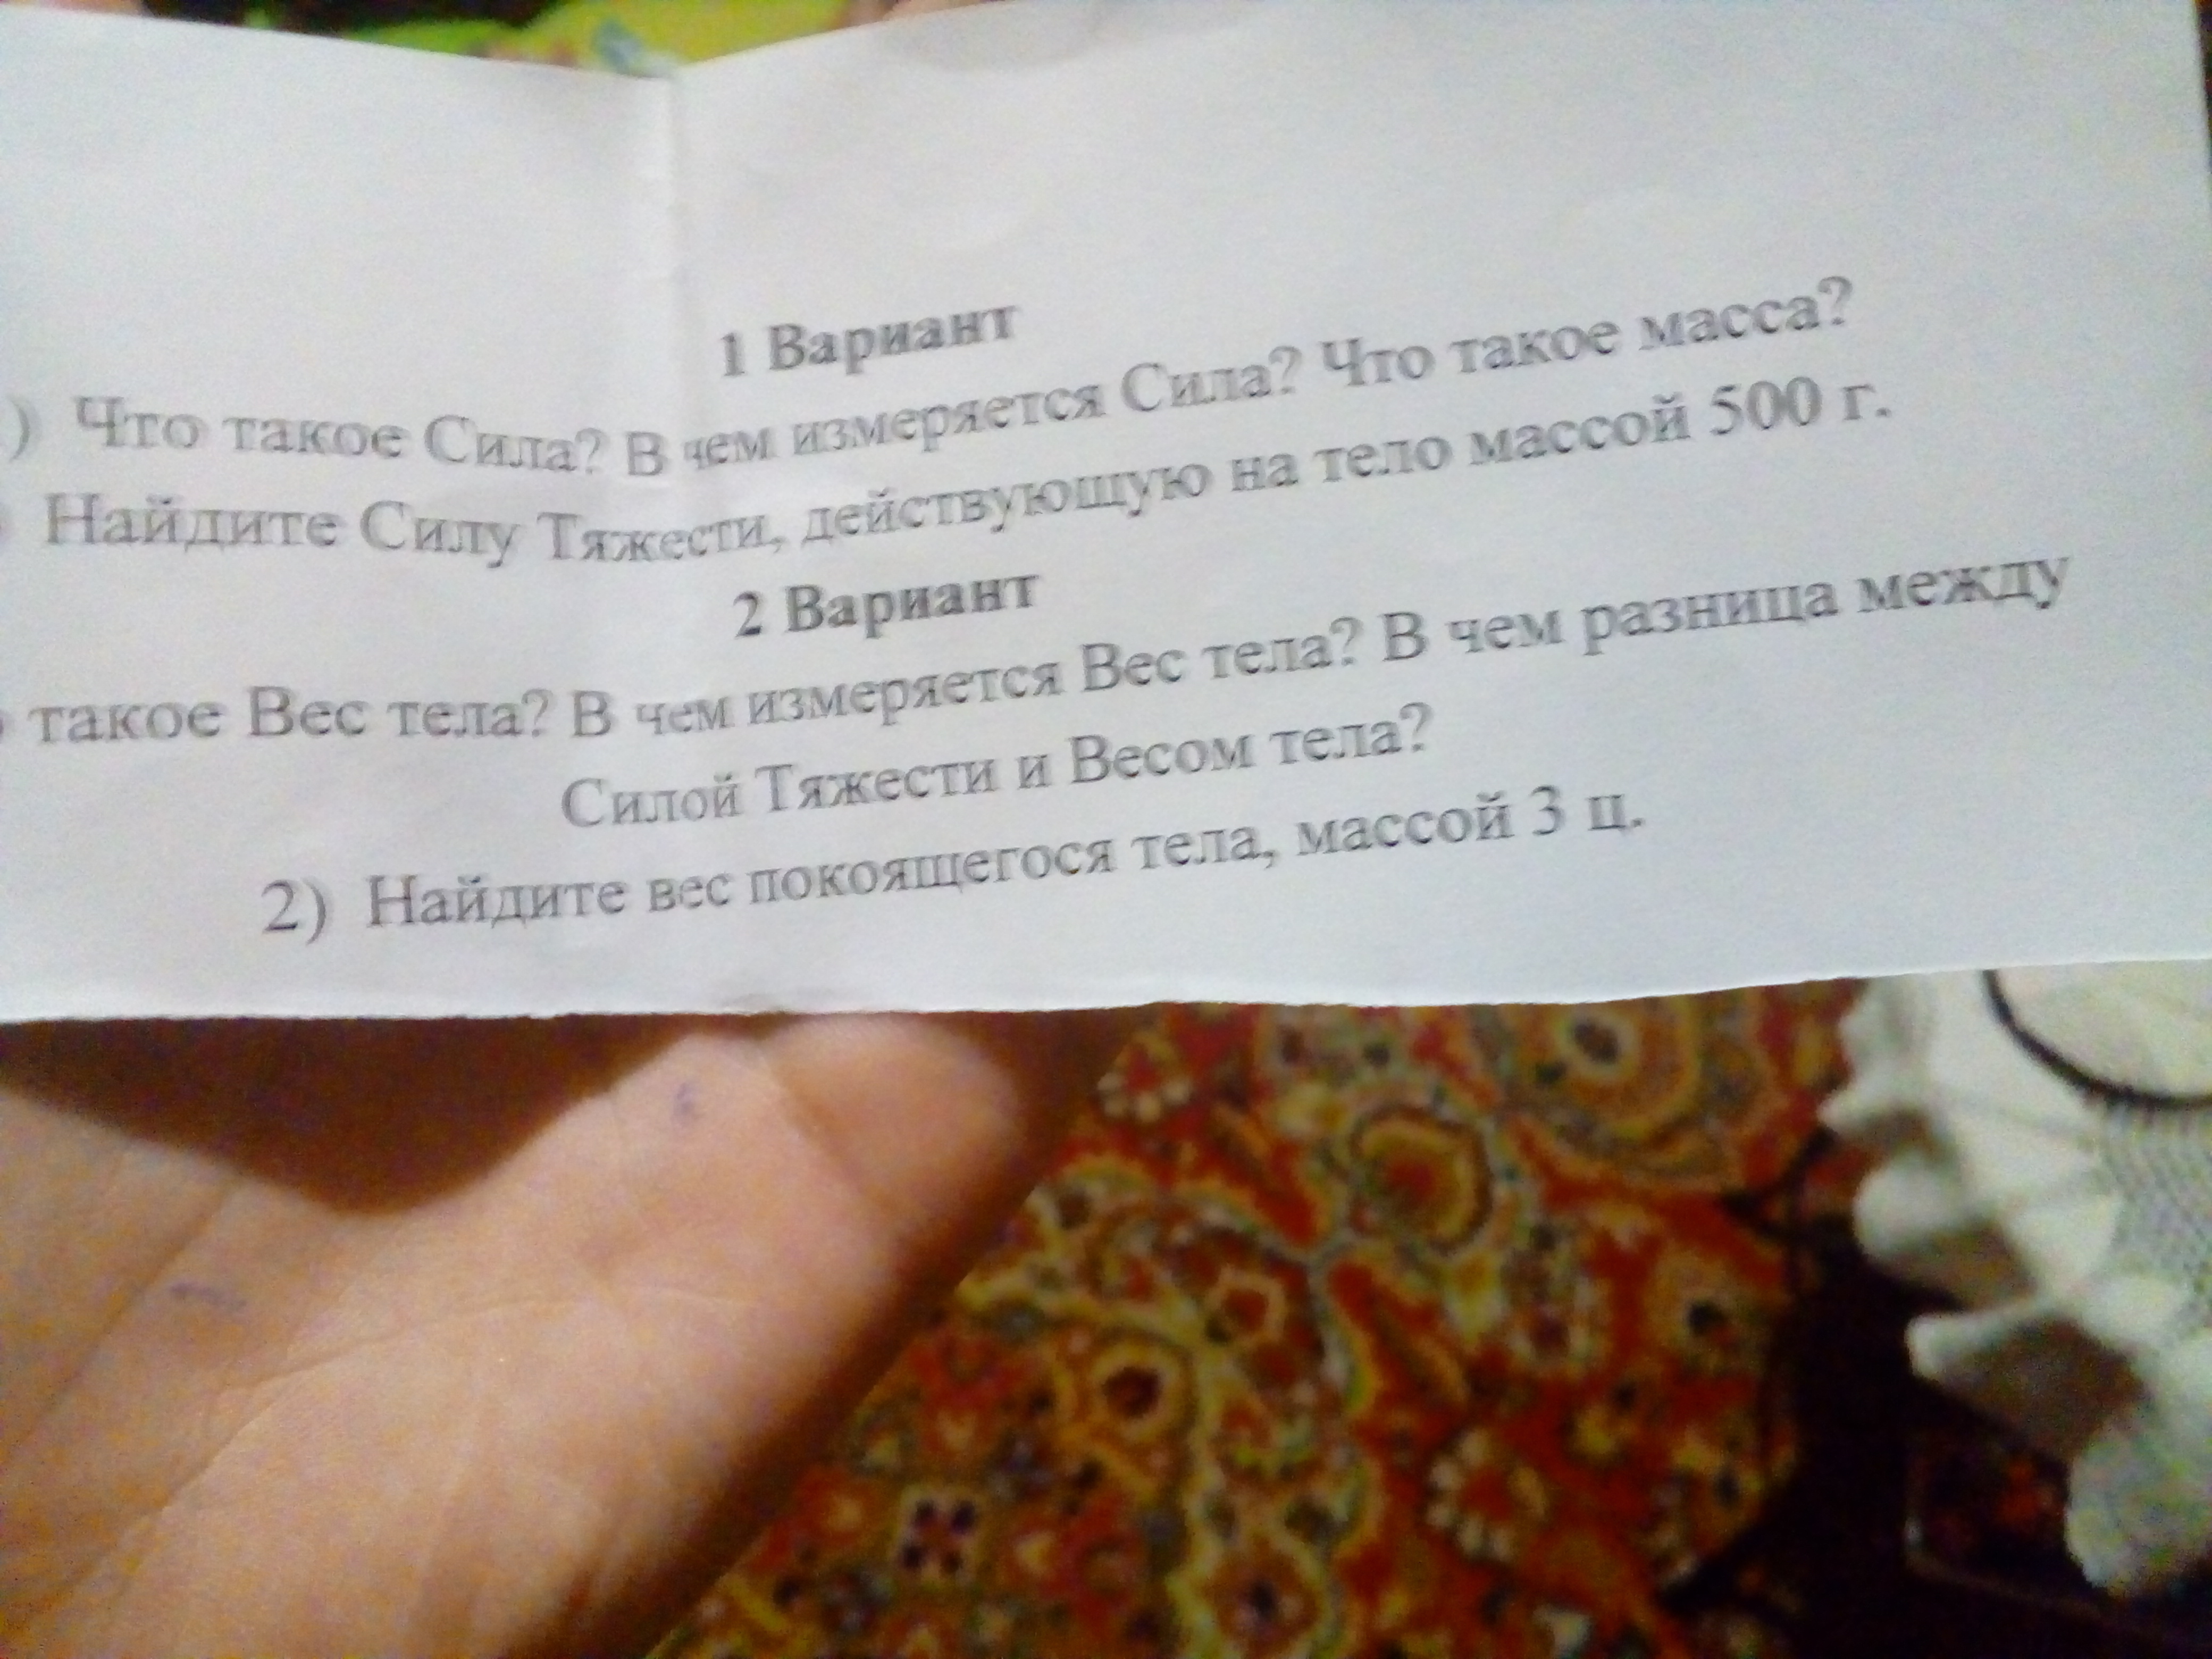 1 Вариант
) Что такое Сила? В чем измеряется Сила? Что такое масса?
Найдите Силу Тяжести, действующую на тело массой 500 г.
2 Вариант
такое Вес тела? В чем измеряется Вес тела? В чем разница между
Силой Тяжести и Весом тела?
2) Найдите вес покоящегося тела, массой 3 ц.